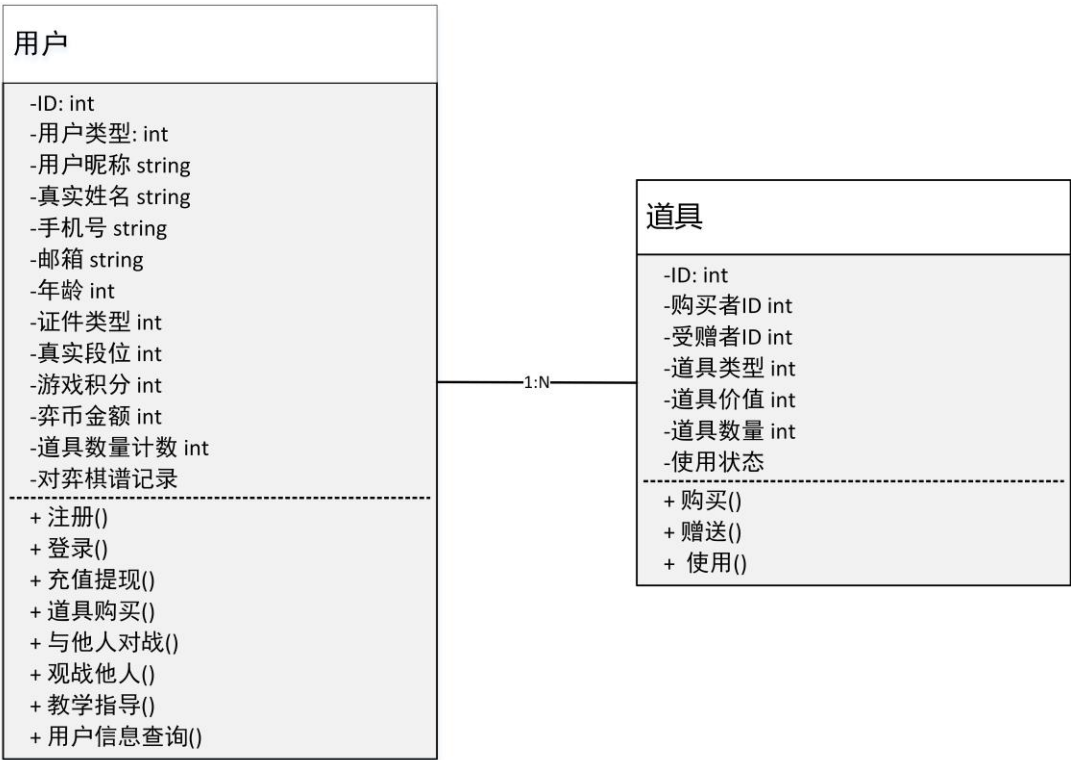 用户
-ID: int
-用户类型: int
-用户昵称 string
-真实姓名 string
-手机号 string
-邮箱 string
-年龄 int
-证件类型 int
-真实段位 int
-游戏积分 int
-弈币金额 int
-道具数量计数 int
-对弈棋谱记录
+ 注册()
+ 登录()
+ 充值提现()
+ 道具购买()
+ 与他人对战()
+ 观战他人()
+ 教学指导()
+ 用户信息查询()
1:N
道具
-ID: int
-购买者ID int
-受赠者ID int
-道具类型 int
-道具价值 int
-道具数量 int
-使用状态
+ 购买()
+ 赠送()
+ 使用()